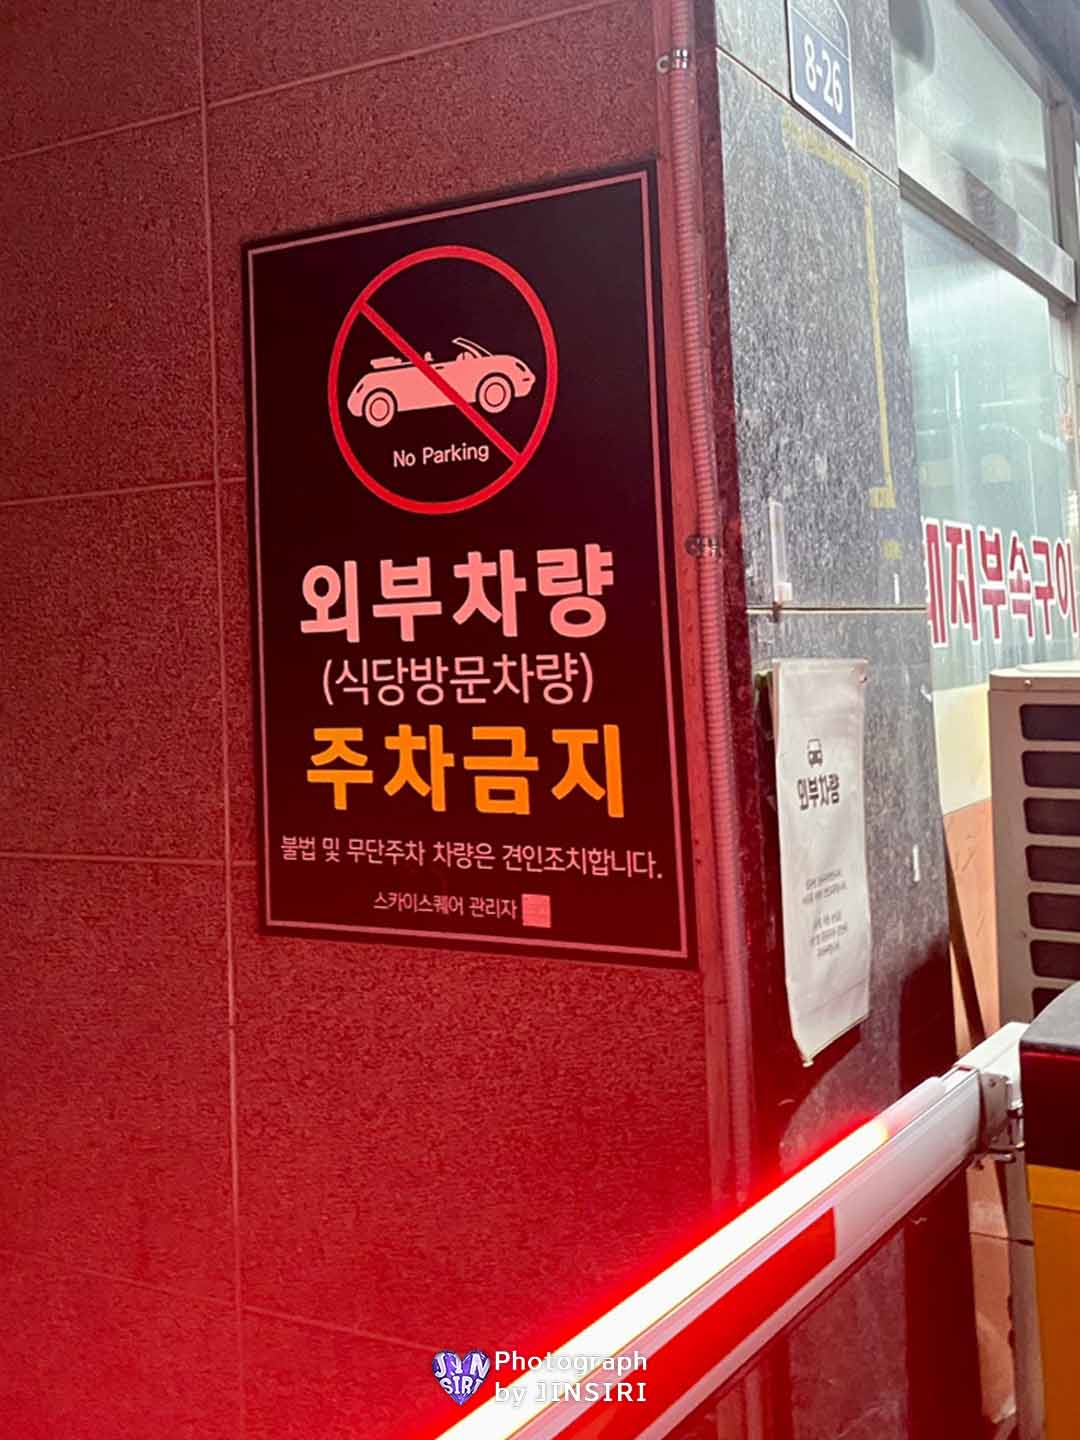 8-26
No Parking
외부차량
(식당방문차량)
주차금지
불법 및 무단주차 차량은 견인조치합니다.
스카이스퀘어 관리자
돼지부속구이
외부차량
JIN
SIRI
Photograph
by JINSIRI